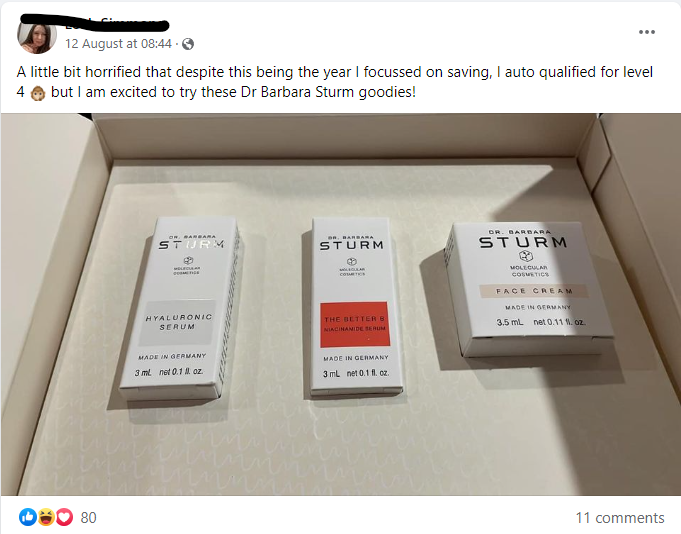 12 August at 08:44
A little bit horrified that despite this being the year I focussed on saving, I auto qualified for level
4 🙊 but I am excited to try these Dr Barbara Sturm goodies!
DR. BARBARA
STURM
MOLECULAR
COSMETICS
HYALURONIC
SERUM
MADE IN GERMANY
3 mL net 0.1 fl. oz.
DR. BARBARA
STURM
MOLECULAR
COSMETICS
THE BETTER B
NIACINAMIDE SERUM
MADE IN GERMANY
3 mL net 0.1 fl. oz.
DR. BARBARA
STURM
MOLECULAR
COSMETICS
FACE CREAM
MADE IN GERMANY
3.5 mL net 0.11 fl. oz.
80
11 comments